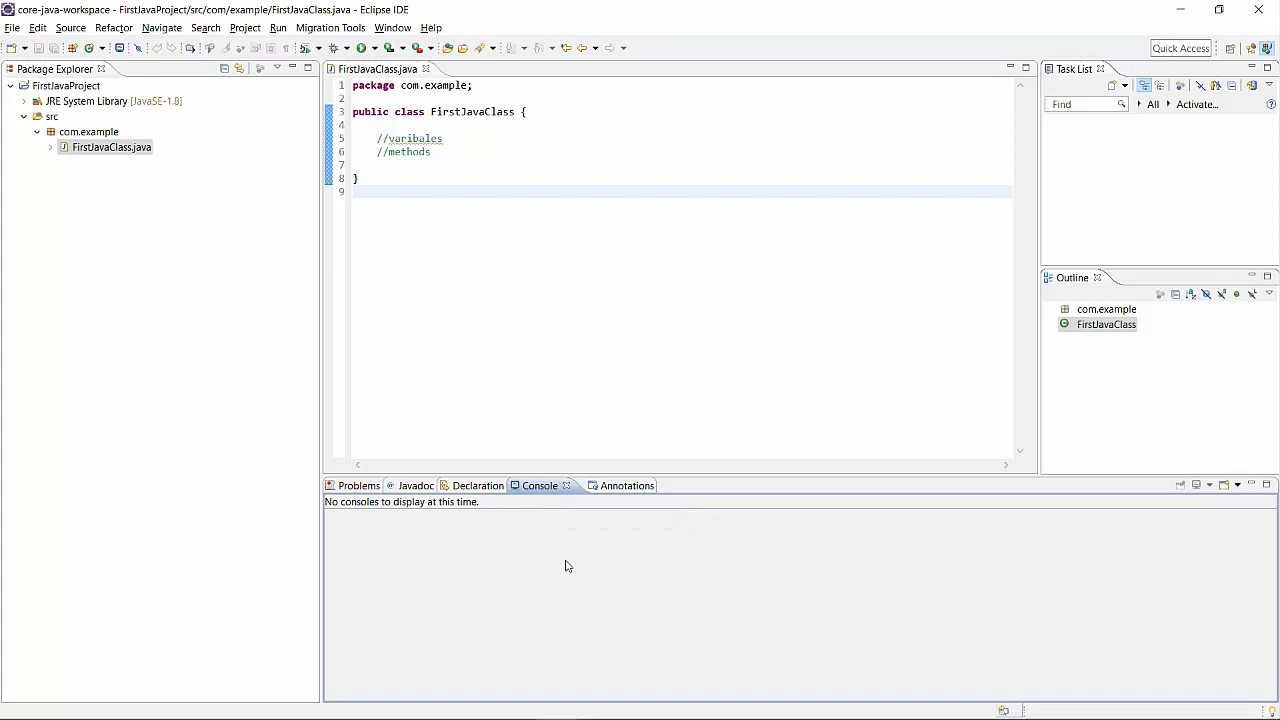 core-java-workspace - FirstJavaProject/src/com/example/FirstJavaClass.java - Eclipse IDE
File Edit Source Refactor Navigate Search Project Run Migration Tools Window Help
Quick Access
Package Explorer
FirstJavaProject
JRE System Library [JavaSE-1.8]
src
com.example
FirstJavaClass.java
FirstJavaClass.java
1 package com.example;
2
3 public class FirstJavaClass {
4
5 //varibales
6 //methods
7
8 }
9
Task List
Find All Activate...
Outline
com.example
FirstJavaClass
Problems @ Javadoc Declaration Console Annotations
No consoles to display at this time.